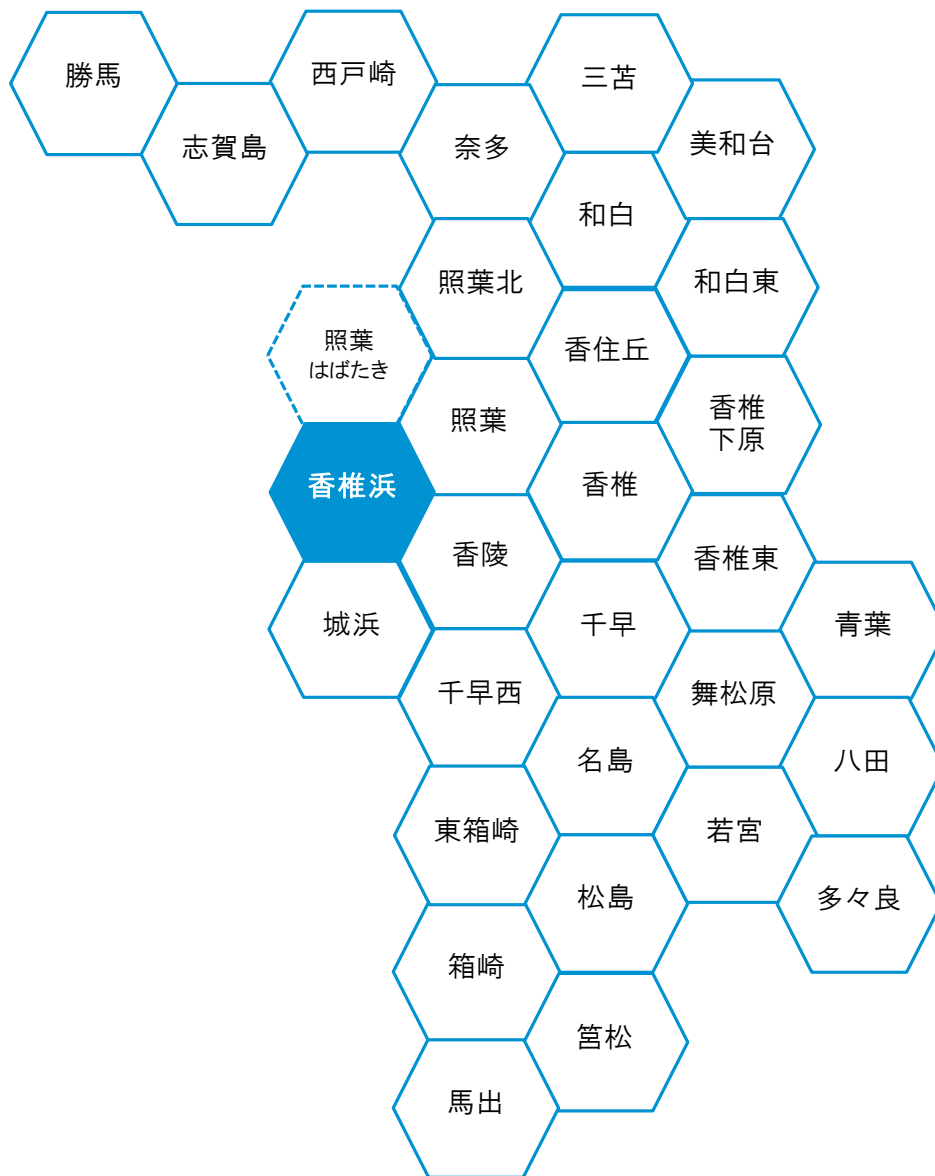 勝馬
西戸崎
三苫
志賀島
奈多
美和台
和白
照葉北
和白東
照葉
はばたき
香住丘
照葉
香椎
下原
香椎浜
香椎
香陵
香椎東
城浜
千早
青葉
千早西
舞松原
名島
八田
東箱崎
若宮
松島
多々良
箱崎
筥松
馬出